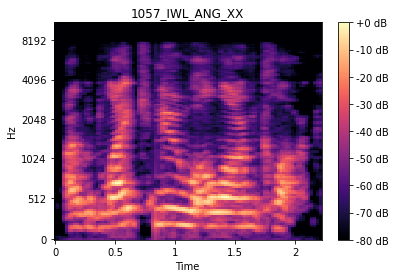 1057_IWL_ANG_XX
+0 dB
8192
-10 dB
-20 dB
4096
-30 dB
Hz
2048
-40 dB
1024
-50 dB
512
-60 dB
-70 dB
0
-80 dB
0 0.5 1 1.5 2
Time